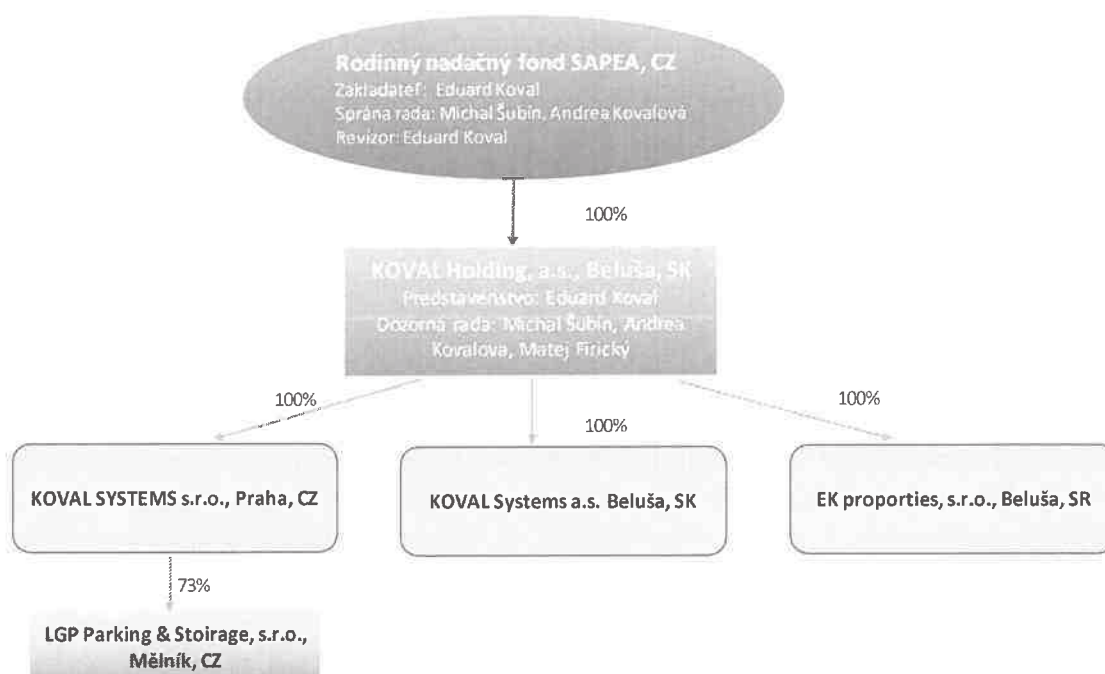 Rodinný nadačný fond SAPEA, CZ
Zakladateľ: Eduard Koval
Správna rada: Michal Šubín, Andrea Kovalová
Revízor: Eduard Koval
100%
KOVAL Holding, a.s., Beluša, SK
Predstavenstvo: Eduard Koval
Dozorná rada: Michal Šubín, Andrea
Kovalova, Matej Firický
100%
100%
100%
KOVAL SYSTEMS s.r.o., Praha, CZ
KOVAL Systems a.s. Beluša, SK
EK proporties, s.r.o., Beluša, SR
73%
LGP Parking & Stoirage, s.r.o.,
Mělník, CZ